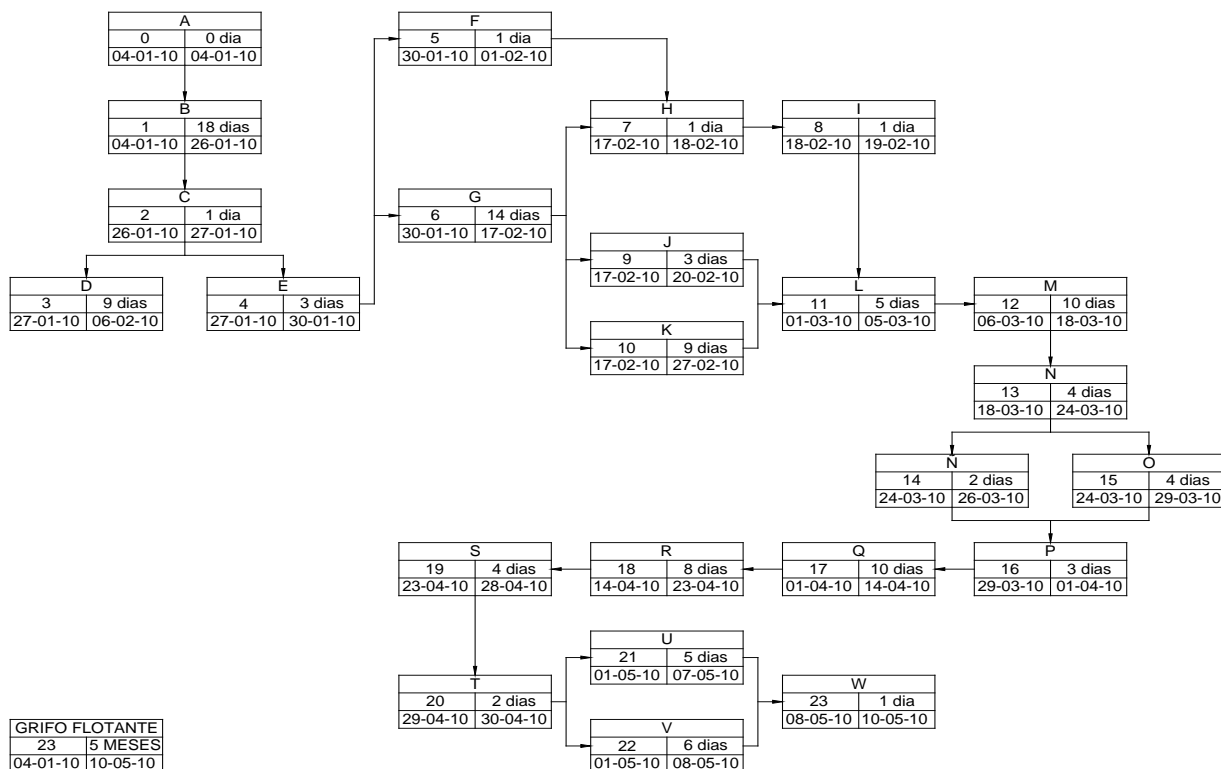 A
0 0 dia
04-01-10 04-01-10
B
1 18 dias
04-01-10 26-01-10
C
2 1 dia
26-01-10 27-01-10
D
3 9 dias
27-01-10 06-02-10
E
4 3 dias
27-01-10 30-01-10
F
5 1 dia
30-01-10 01-02-10
G
6 14 dias
30-01-10 17-02-10
H
7 1 dia
17-02-10 18-02-10
I
8 1 dia
18-02-10 19-02-10
J
9 3 dias
17-02-10 20-02-10
K
10 9 dias
17-02-10 27-02-10
L
11 5 dias
01-03-10 05-03-10
M
12 10 dias
06-03-10 18-03-10
N
13 4 dias
18-03-10 24-03-10
Ñ
14 2 dias
24-03-10 26-03-10
O
15 4 dias
24-03-10 29-03-10
P
16 3 dias
29-03-10 01-04-10
Q
17 10 dias
01-04-10 14-04-10
R
18 8 dias
14-04-10 23-04-10
S
19 4 dias
23-04-10 28-04-10
T
20 2 dias
29-04-10 30-04-10
U
21 5 dias
01-05-10 07-05-10
V
22 6 dias
01-05-10 08-05-10
W
23 1 dia
08-05-10 10-05-10
GRIFO FLOTANTE
23 5 MESES
04-01-10 10-05-10